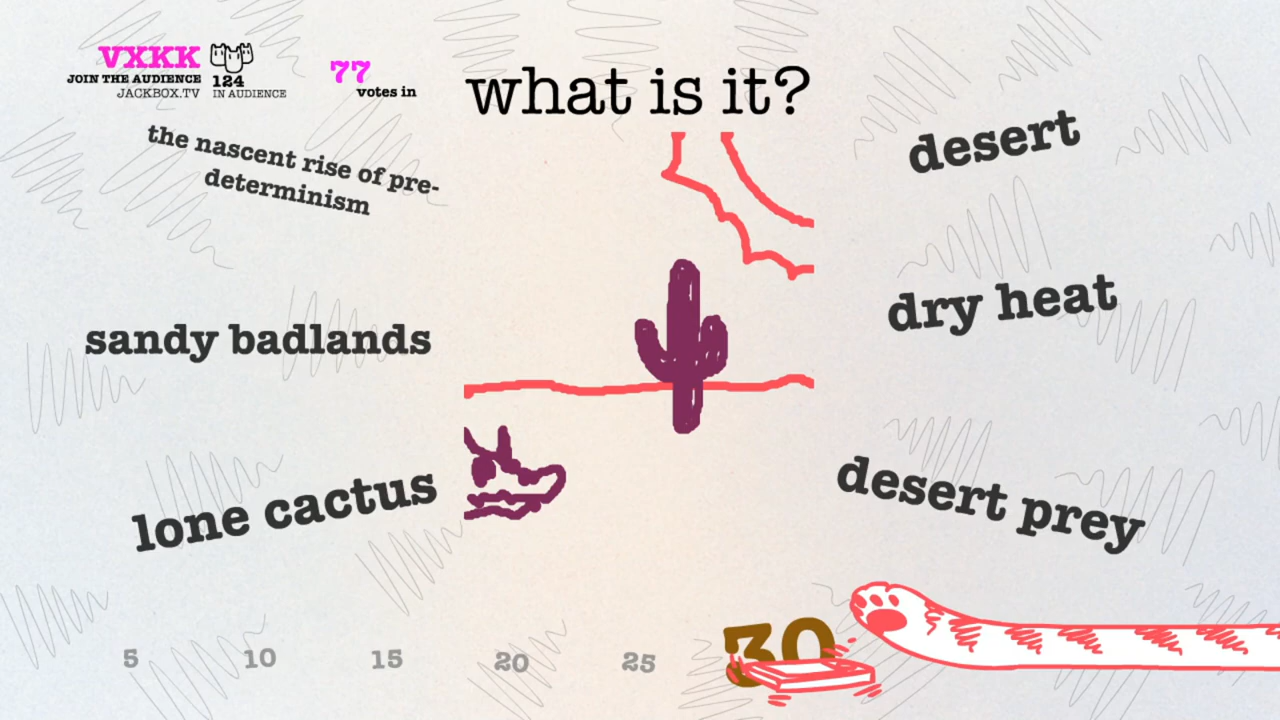 VXKK
JOIN THE AUDIENCE
JACKBOX.TV
124
IN AUDIENCE
77
votes in
what is it?
the nascent rise of pre-
determinism
desert
sandy badlands
dry heat
lone cactus
desert prey
5 10 15 20 25 30